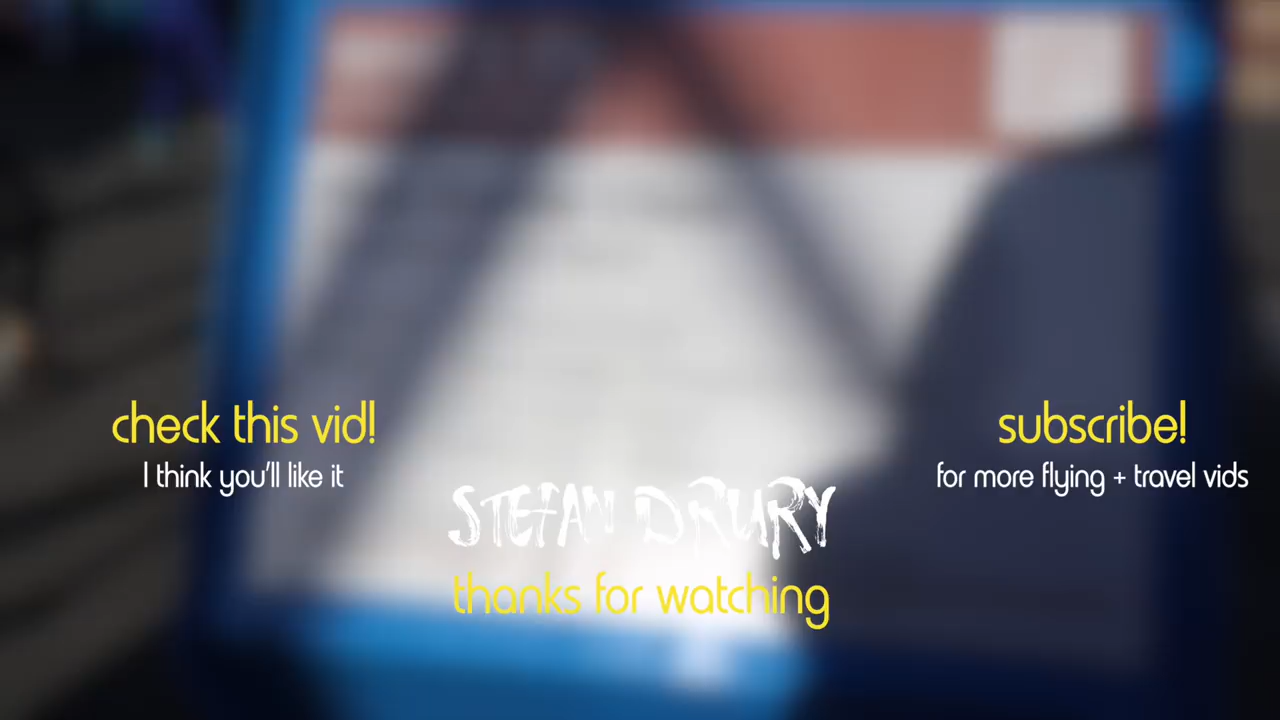 check this vid!
I think you'll like it
subscribe!
for more flying + travel vids
STEFAN DRURY
thanks for watching